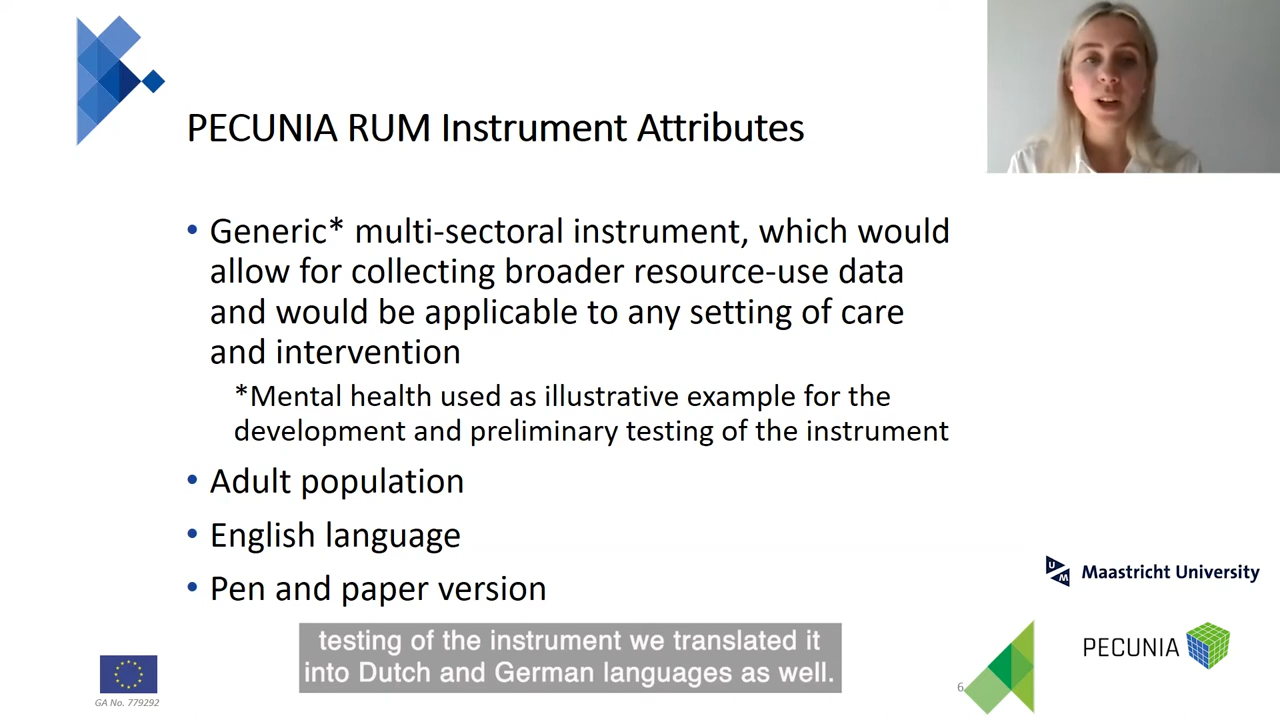 PECUNIA RUM Instrument Attributes
• Generic* multi-sectoral instrument, which would
allow for collecting broader resource-use data
and would be applicable to any setting of care
and intervention
*Mental health used as illustrative example for the
development and preliminary testing of the instrument
• Adult population
• English language
• Pen and paper version
testing of the instrument we translated it
into Dutch and German languages as well.
UM
Maastricht University
PECUNIA
6
GA No. 779292